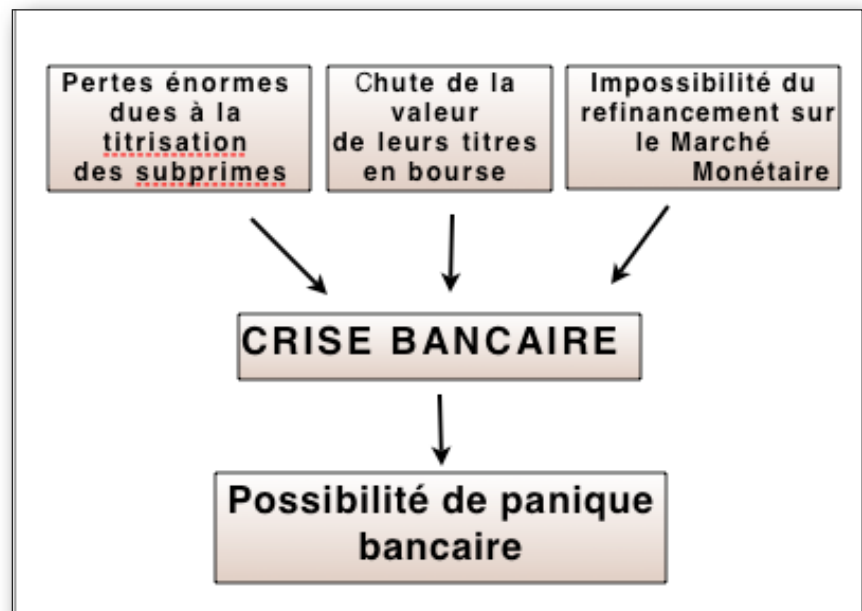 Pertes énormes
dues à la
titrisation
des subprimes
Chute de la
valeur
de leurs titres
en bourse
Impossibilité du
refinancement sur
le Marché
Monétaire
CRISE BANCAIRE
Possibilité de panique
bancaire